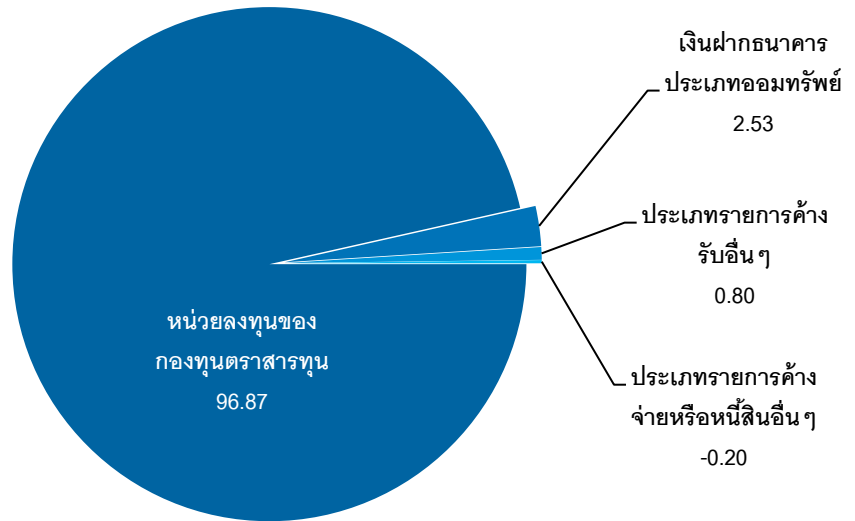 เงินฝากธนาคาร
ประเภทออมทรัพย์
2.53
ประเภทรายการค้าง
รับอื่น ๆ
0.80
หน่วยลงทุนของ
กองทุนตราสารทุน
96.87
ประเภทรายการค้าง
จ่ายหรือหนี้สินอื่น ๆ
-0.20